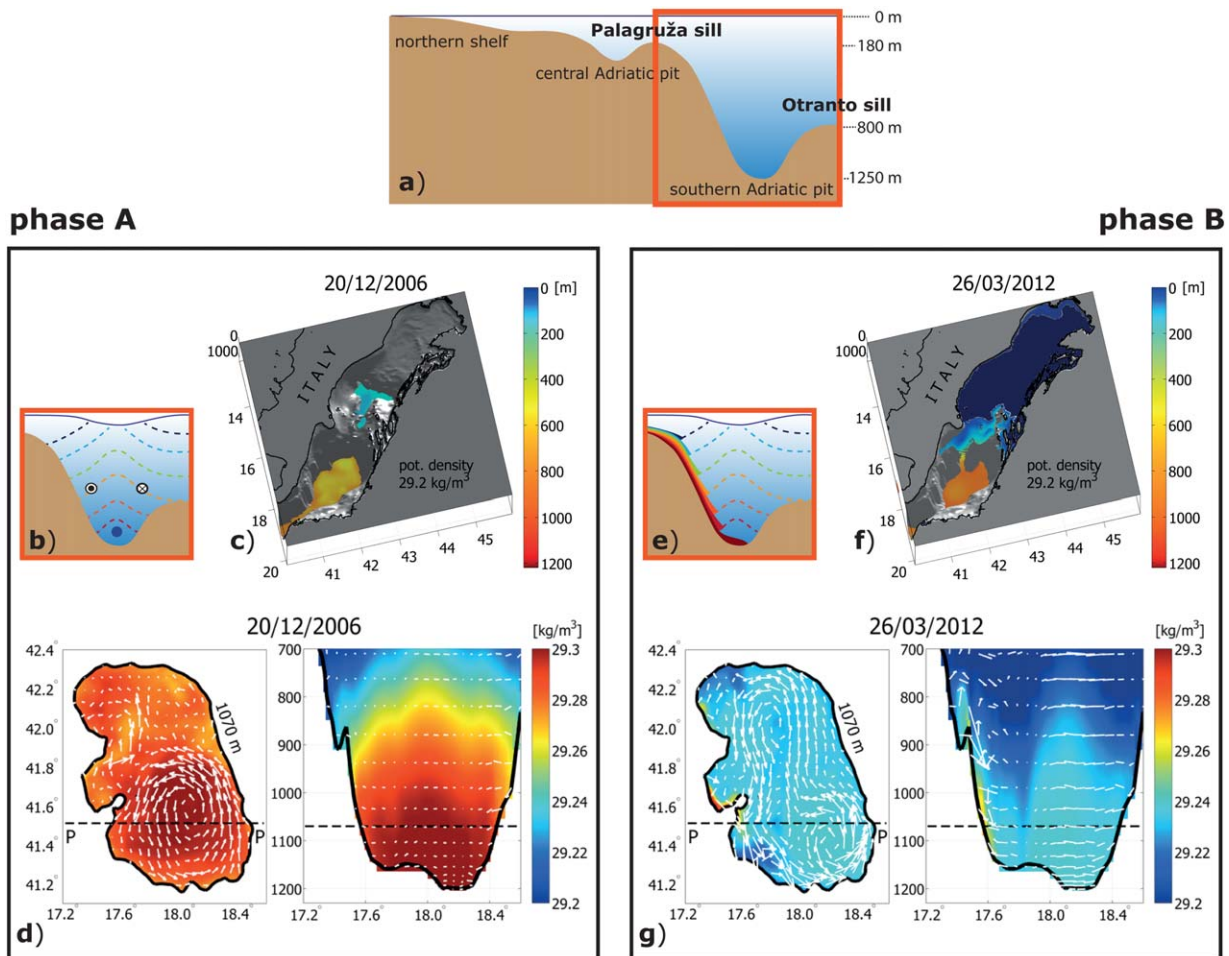 0 m
Palagruža sill
northern shelf
180 m
central Adriatic pit
Otranto sill
800 m
a)
southern Adriatic pit
1250 m
phase A
phase B
20/12/2006
0 [m]
200
400
600
800
1000
1200
0
1000
ITALY
14
16
18
20
41
42
43
44
45
pot. density
29.2 kg/m³
b)
c)
20/12/2006
[kg/m³]
42.4°
42.2°
42.0°
41.8°
41.6°
41.4°
41.2°
1070 m
P
P
17.2°
17.6°
18.0°
18.4°
700
800
900
1000
1100
1200
17.2°
17.6°
18.0°
18.4°
29.3
29.28
29.26
29.24
29.22
29.2
d)
26/03/2012
0 [m]
200
400
600
800
1000
1200
0
1000
ITALY
14
16
18
20
41
42
43
44
45
pot. density
29.2 kg/m³
e)
f)
26/03/2012
[kg/m³]
42.4°
42.2°
42.0°
41.8°
41.6°
41.4°
41.2°
1070 m
P
P
17.2°
17.6°
18.0°
18.4°
700
800
900
1000
1100
1200
17.2°
17.6°
18.0°
18.4°
29.3
29.28
29.26
29.24
29.22
29.2
g)